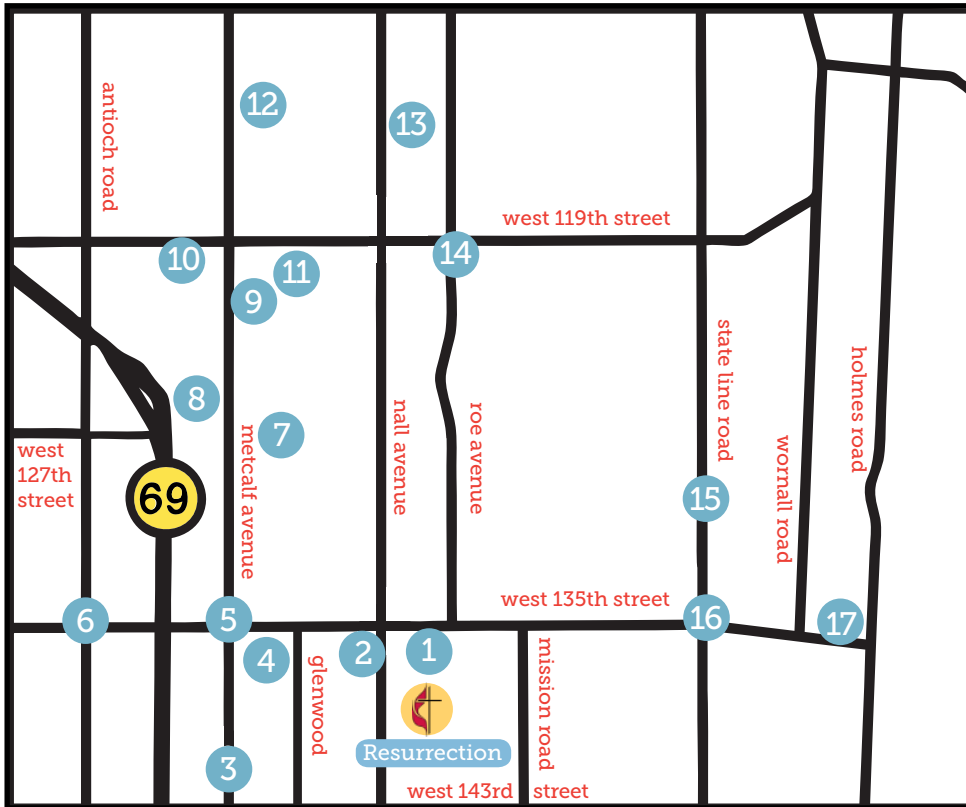 antioch road
12
13
west 119th street
10
11
14
9
state line road
holmes road
8
nall avenue
roe avenue
metcalf avenue
7
wornall road
west
127th
street
69
15
west 135th street
6
5
16
17
4
glenwood
2
1
mission road
Resurrection
3
west 143rd street